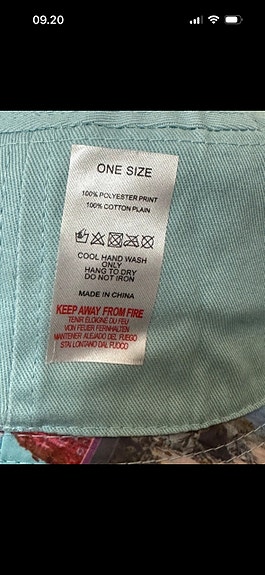 09.20
ONE SIZE
100% POLYESTER PRINT
100% COTTON PLAIN
COOL HAND WASH
ONLY
HANG TO DRY
DO NOT IRON
MADE IN CHINA
KEEP AWAY FROM FIRE
TENIR ÉLOIGNÉ DU FEU
VON FEUER FERNHALTEN
MANTENER ALEJADO DEL FUEGO
STAI LONTANO DAL FUOCO